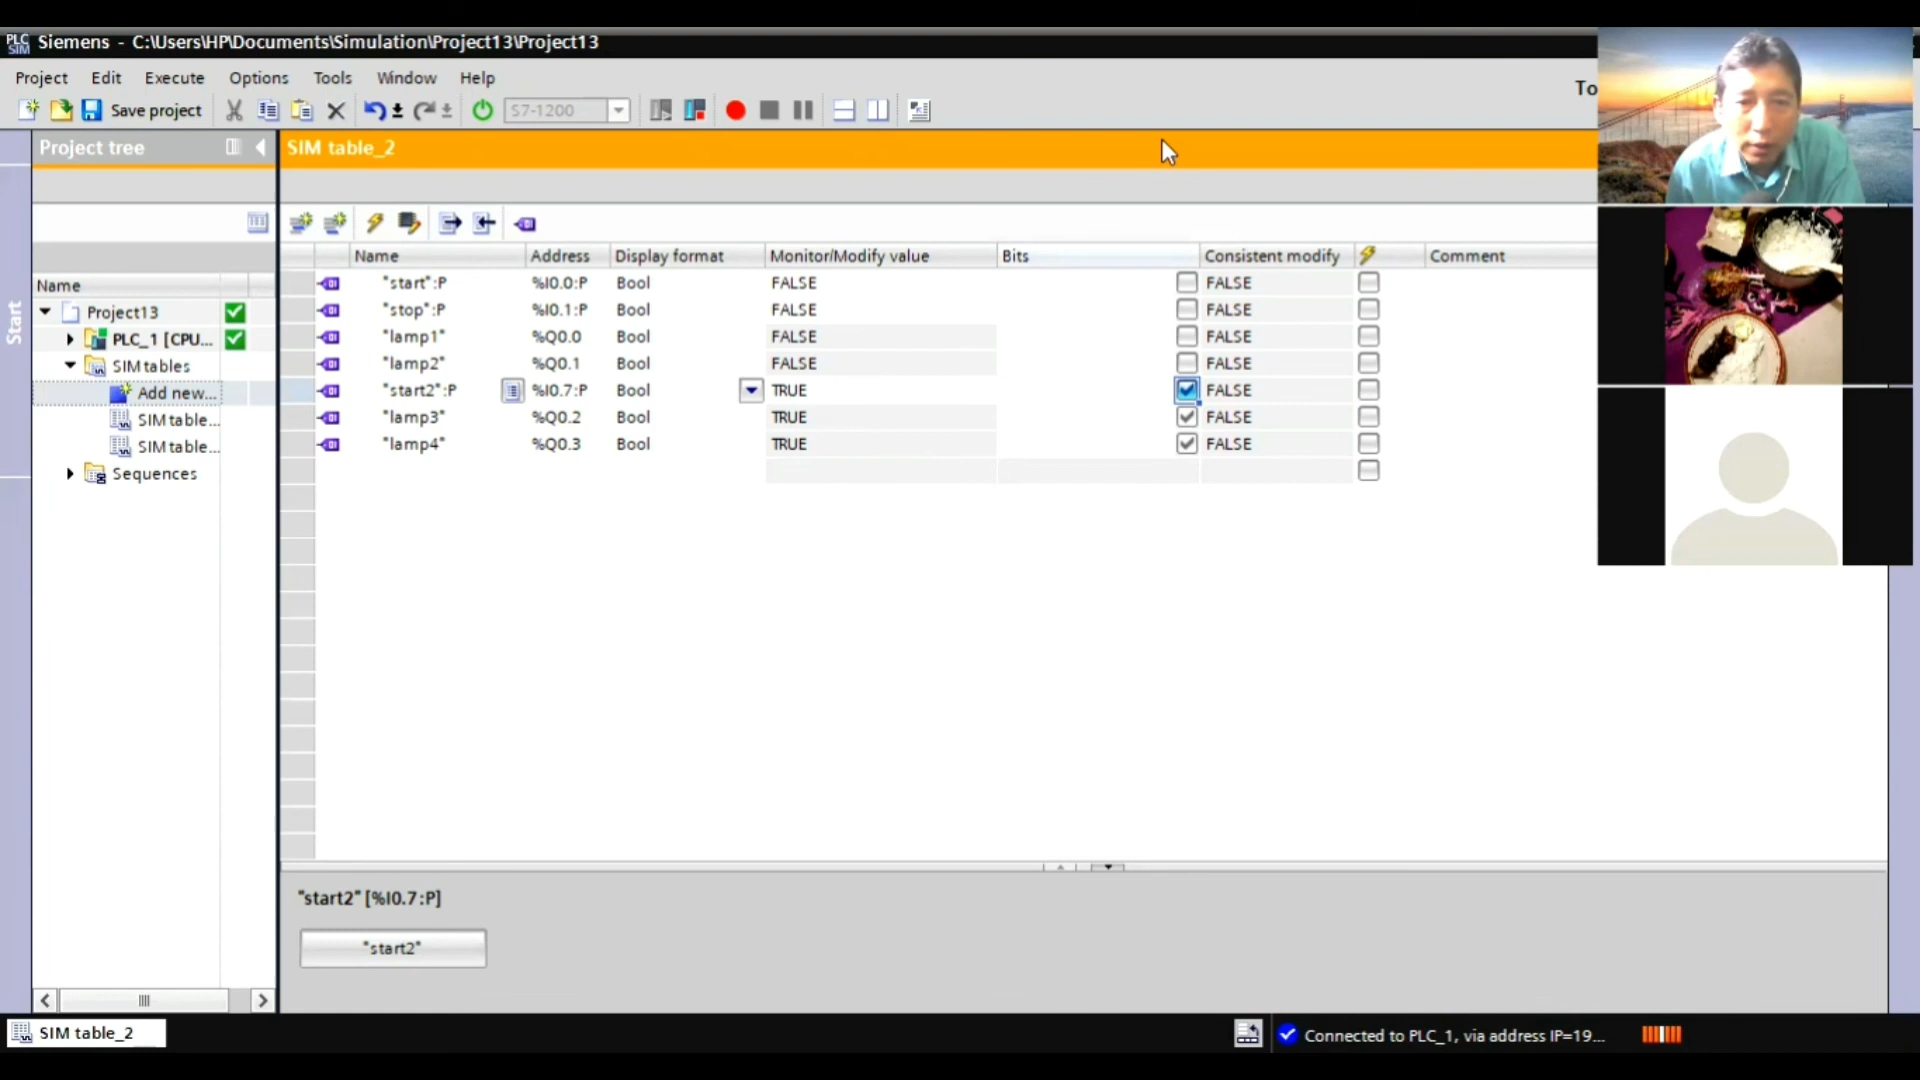 PLC SIM Siemens - C:\Users\HP\Documents\Simulation\Project13\Project13
Project Edit Execute Options Tools Window Help
To
Save project S7-1200
Project tree
SIM table_2
Start
Name
Project13
PLC_1 [CPU...
SIM tables
Add new...
SIM table...
SIM table...
Sequences
Name Address Display format Monitor/Modify value Bits Consistent modify Comment
"start":P %I0.0:P Bool FALSE FALSE
"stop":P %I0.1:P Bool FALSE FALSE
"lamp1" %Q0.0 Bool FALSE FALSE
"lamp2" %Q0.1 Bool FALSE FALSE
"start2":P %I0.7:P Bool TRUE FALSE
"lamp3" %Q0.2 Bool TRUE FALSE
"lamp4" %Q0.3 Bool TRUE FALSE
"start2" [%I0.7:P]
"start2"
SIM table_2
Connected to PLC_1, via address IP=19...